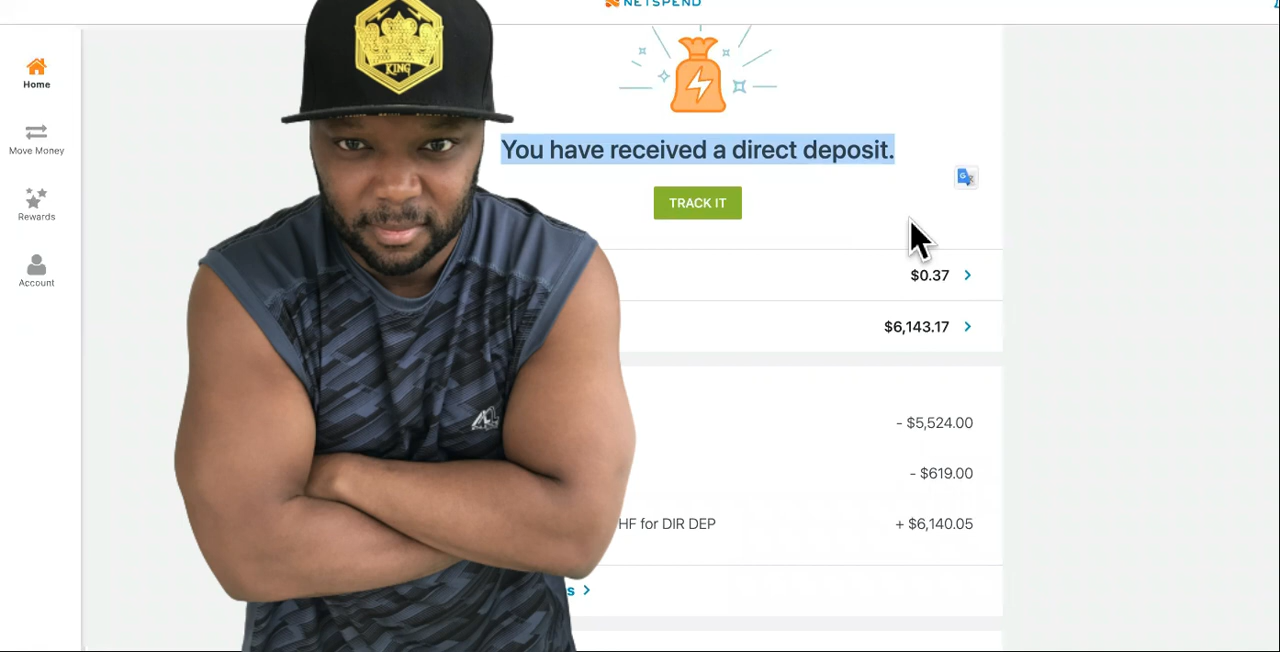 NETSPEND
KING
Home
Move Money
Rewards
Account
You have received a direct deposit.
TRACK IT
$0.37
$6,143.17
- $5,524.00
- $619.00
HF for DIR DEP
+ $6,140.05
s